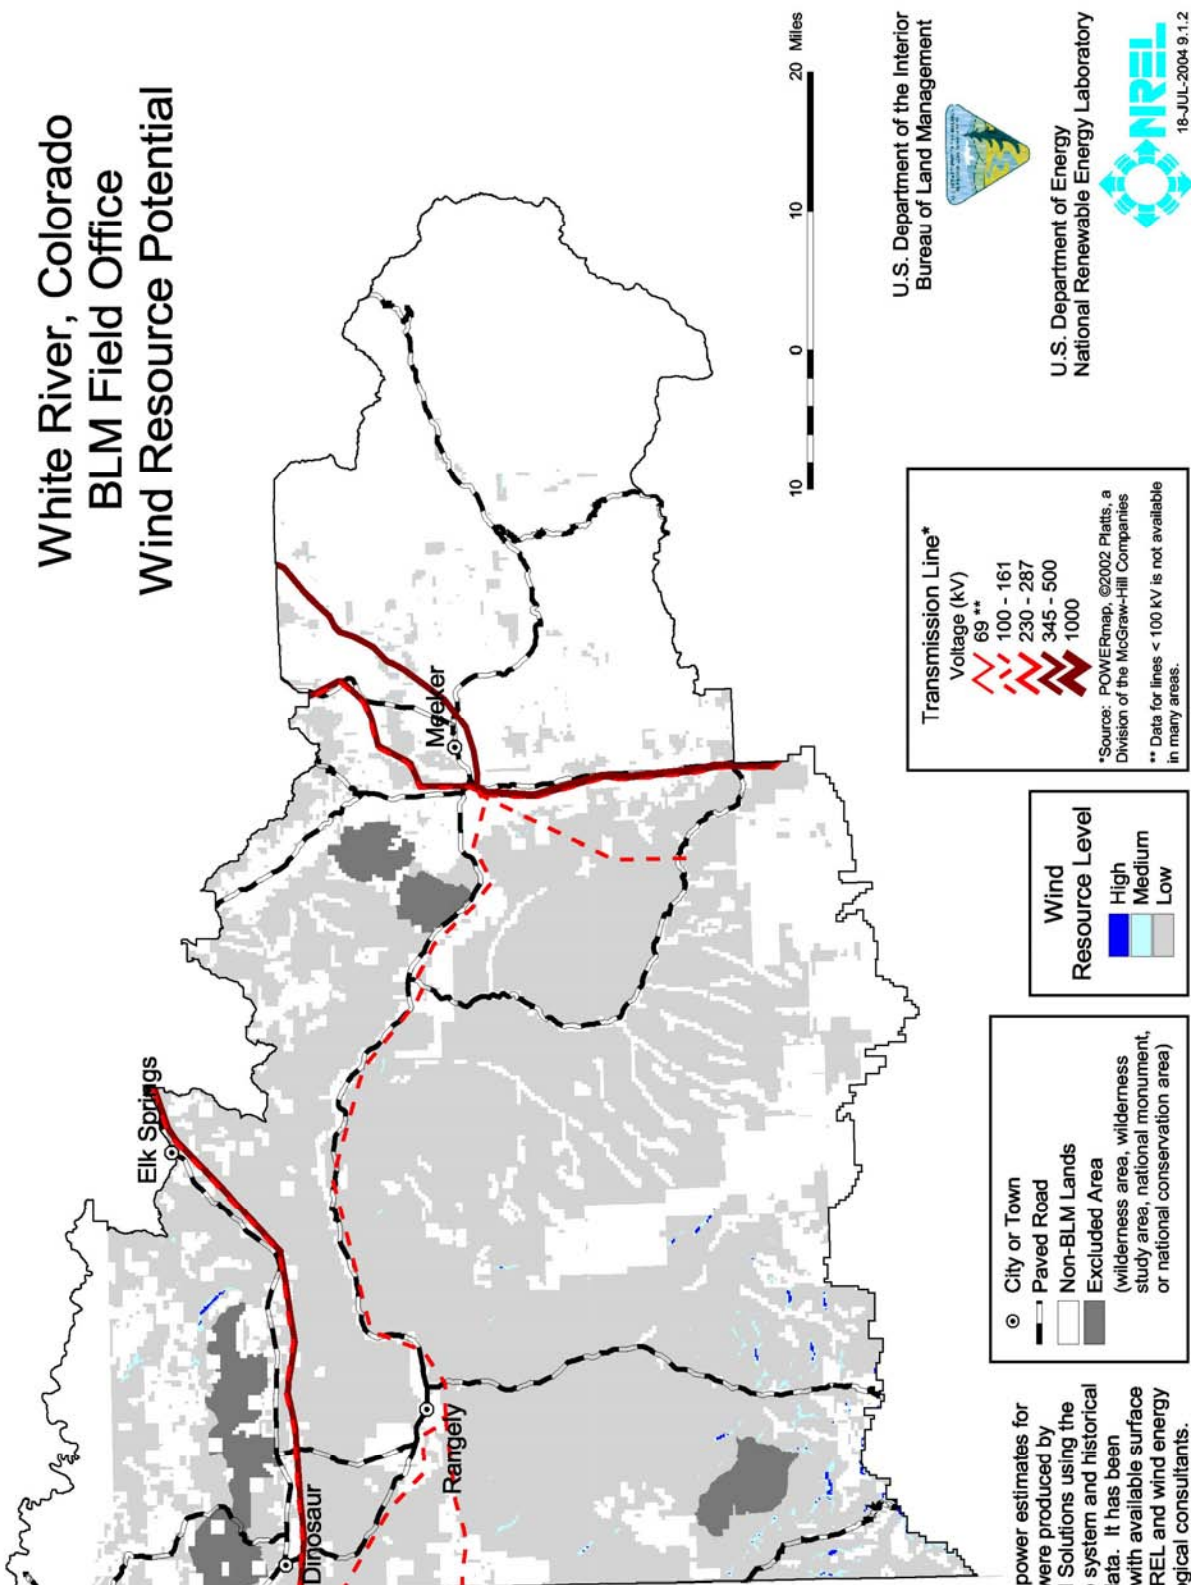 White River, Colorado
BLM Field Office
Wind Resource Potential
Elk Springs
Meeker
Dinosaur
Rangely
10 0 10 20 Miles
power estimates for
were produced by
Solutions using the
system and historical
ata. It has been
with available surface
REL and wind energy
gical consultants.
City or Town
Paved Road
Non-BLM Lands
Excluded Area
(wilderness area, wilderness
study area, national monument,
or national conservation area)
Wind
Resource Level
High
Medium
Low
Transmission Line*
Voltage (kV)
69 **
100 - 161
230 - 287
345 - 500
1000
*Source: POWERmap, ©2002 Platts, a
Division of the McGraw-Hill Companies
** Data for lines < 100 kV is not available
in many areas.
U.S. Department of the Interior
Bureau of Land Management
U.S. Department of Energy
National Renewable Energy Laboratory
NREL
18-JUL-2004 9.1.2